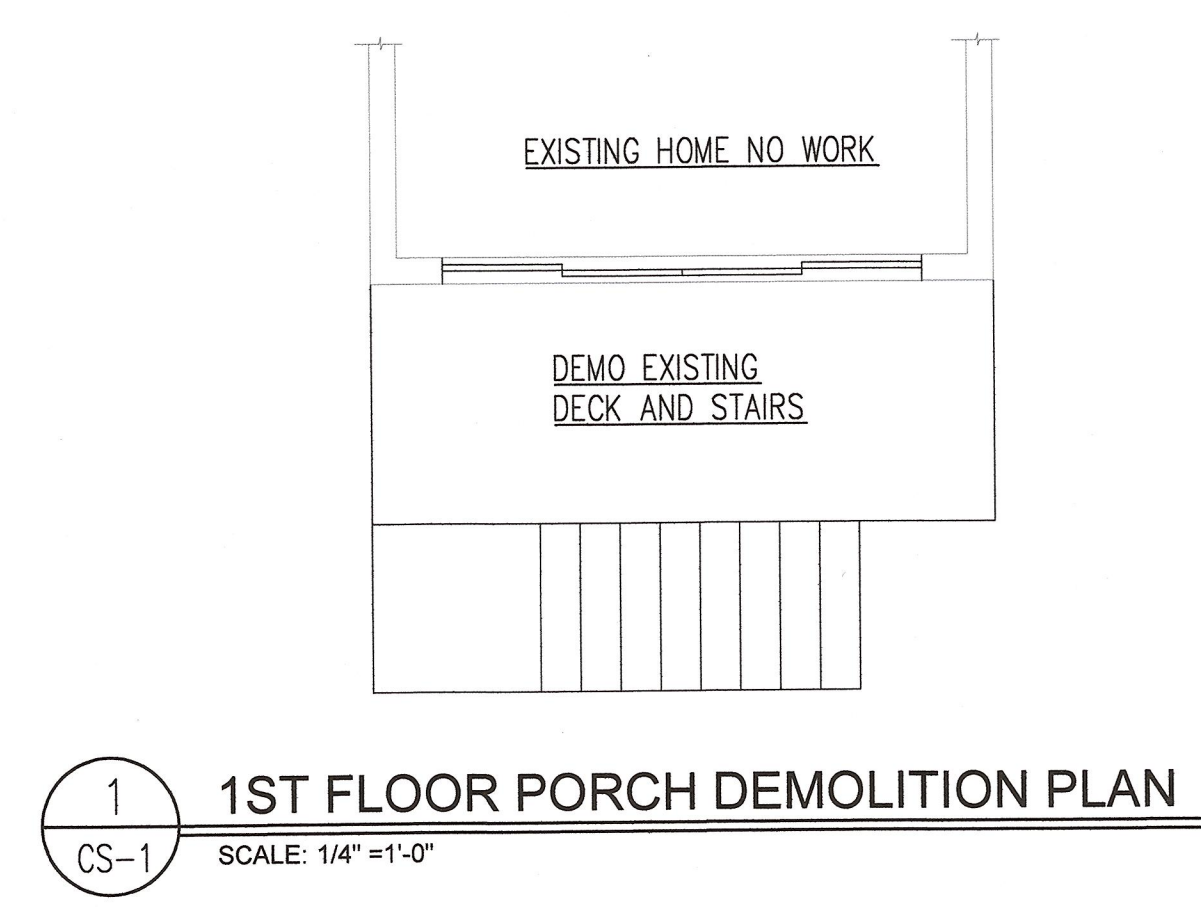 EXISTING HOME NO WORK
DEMO EXISTING
DECK AND STAIRS
1
CS-1
1ST FLOOR PORCH DEMOLITION PLAN
SCALE: 1/4" =1'-0"